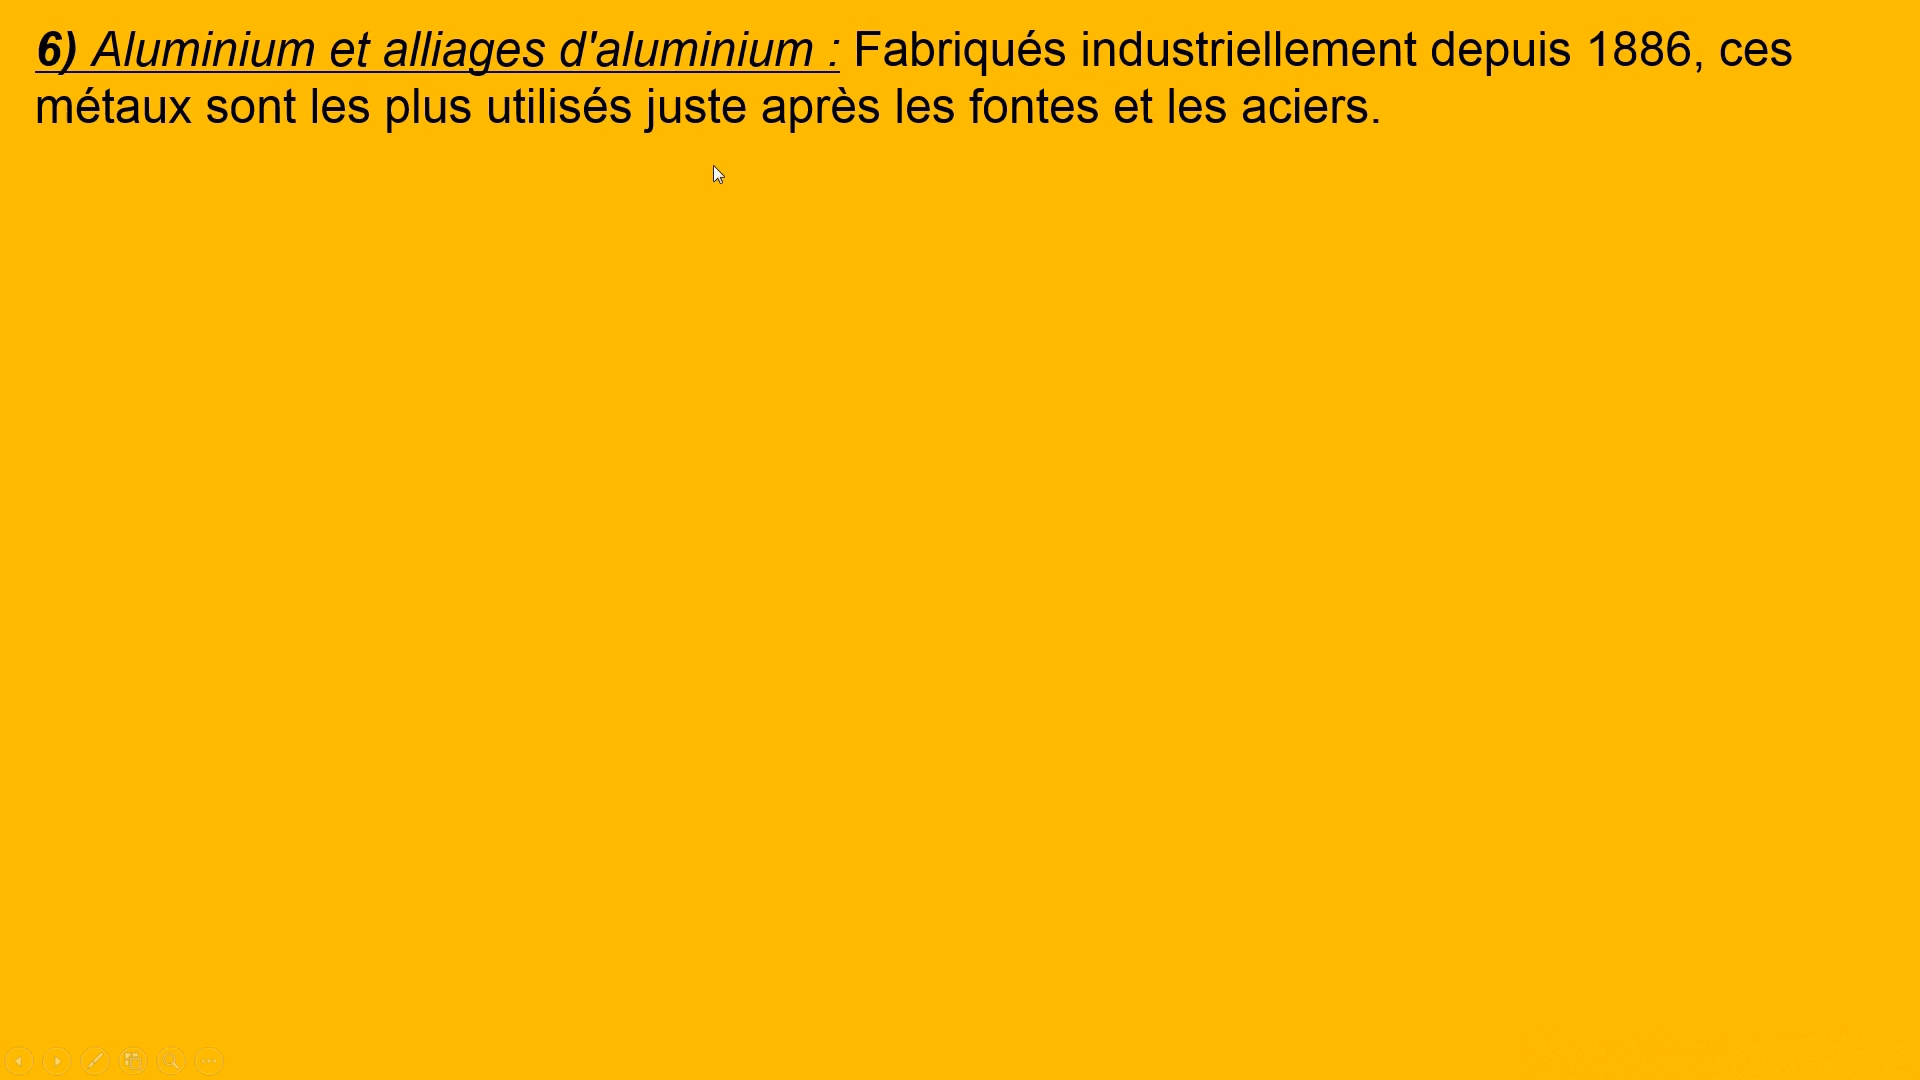 6) Aluminium et alliages d'aluminium : Fabriqués industriellement depuis 1886, ces
métaux sont les plus utilisés juste après les fontes et les aciers.